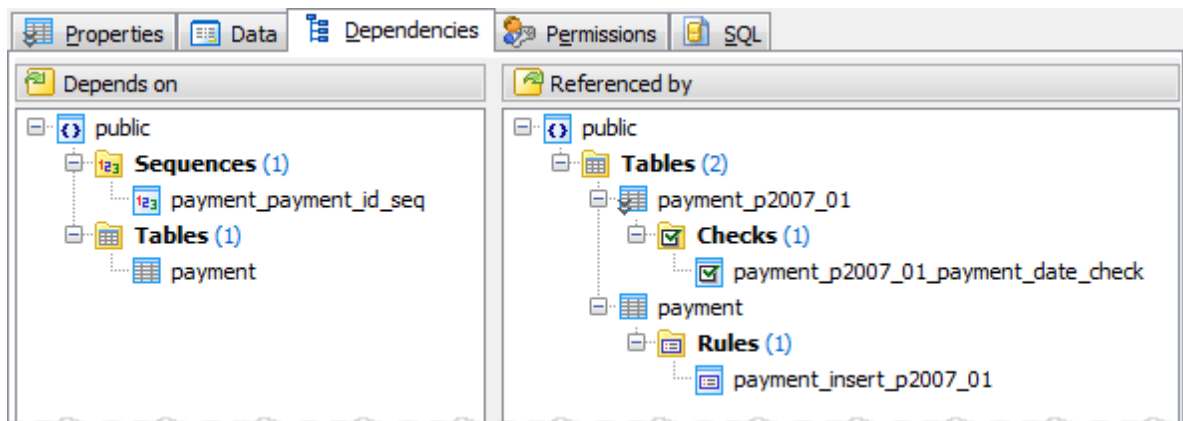 Properties Data Dependencies Permissions SQL
Depends on
public
Sequences (1)
payment_payment_id_seq
Tables (1)
payment
Referenced by
public
Tables (2)
payment_p2007_01
Checks (1)
payment_p2007_01_payment_date_check
payment
Rules (1)
payment_insert_p2007_01